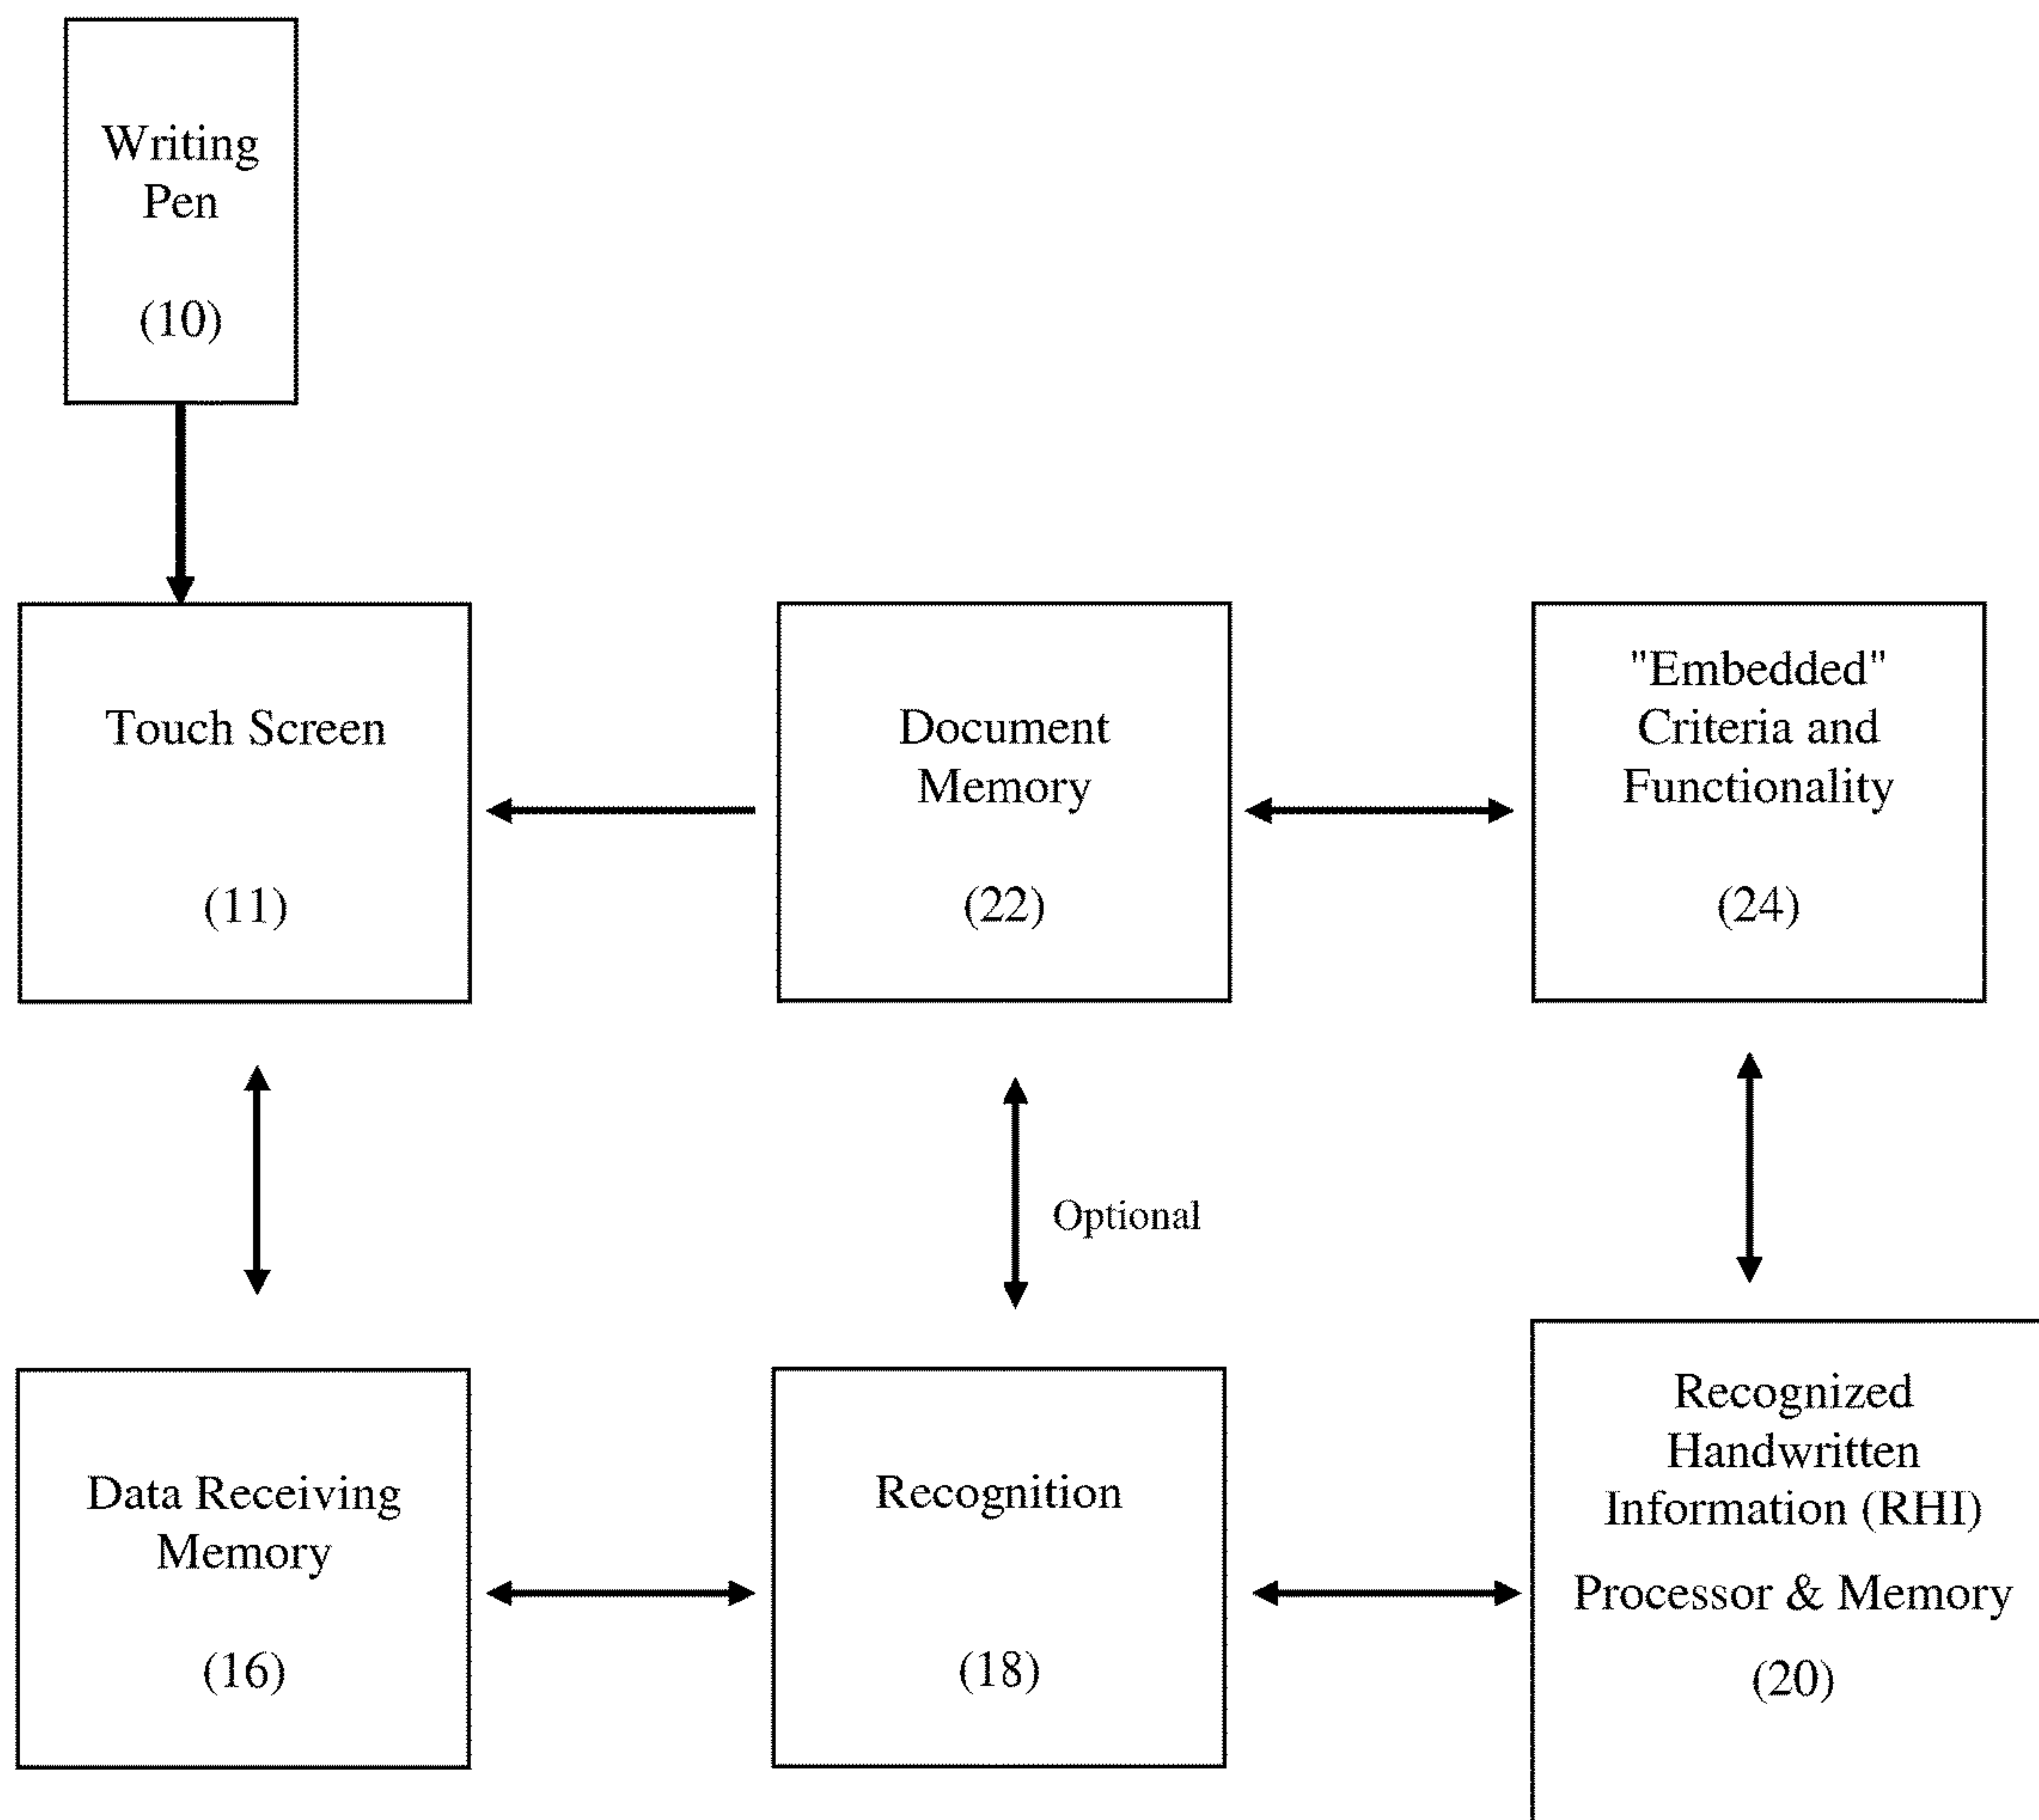 Writing
Pen
(10)
Touch Screen
(11)
Document
Memory
(22)
"Embedded"
Criteria and
Functionality
(24)
Optional
Data Receiving
Memory
(16)
Recognition
(18)
Recognized
Handwritten
Information (RHI)
Processor & Memory
(20)